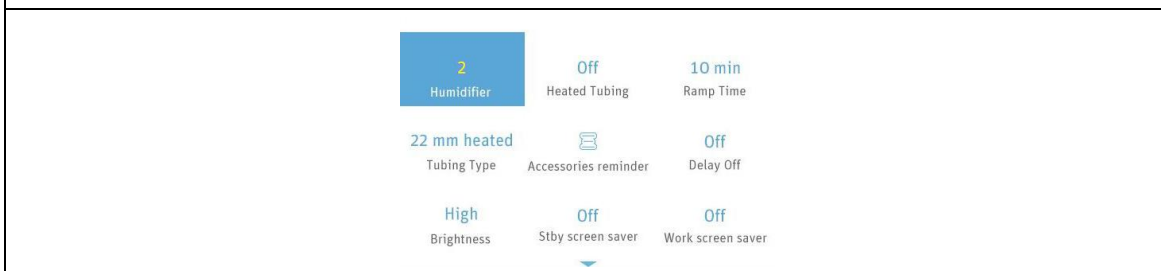 2 Off 10 min
Humidifier Heated Tubing Ramp Time
22 mm heated Off
Tubing Type Accessories reminder Delay Off
High Off Off
Brightness Stby screen saver Work screen saver